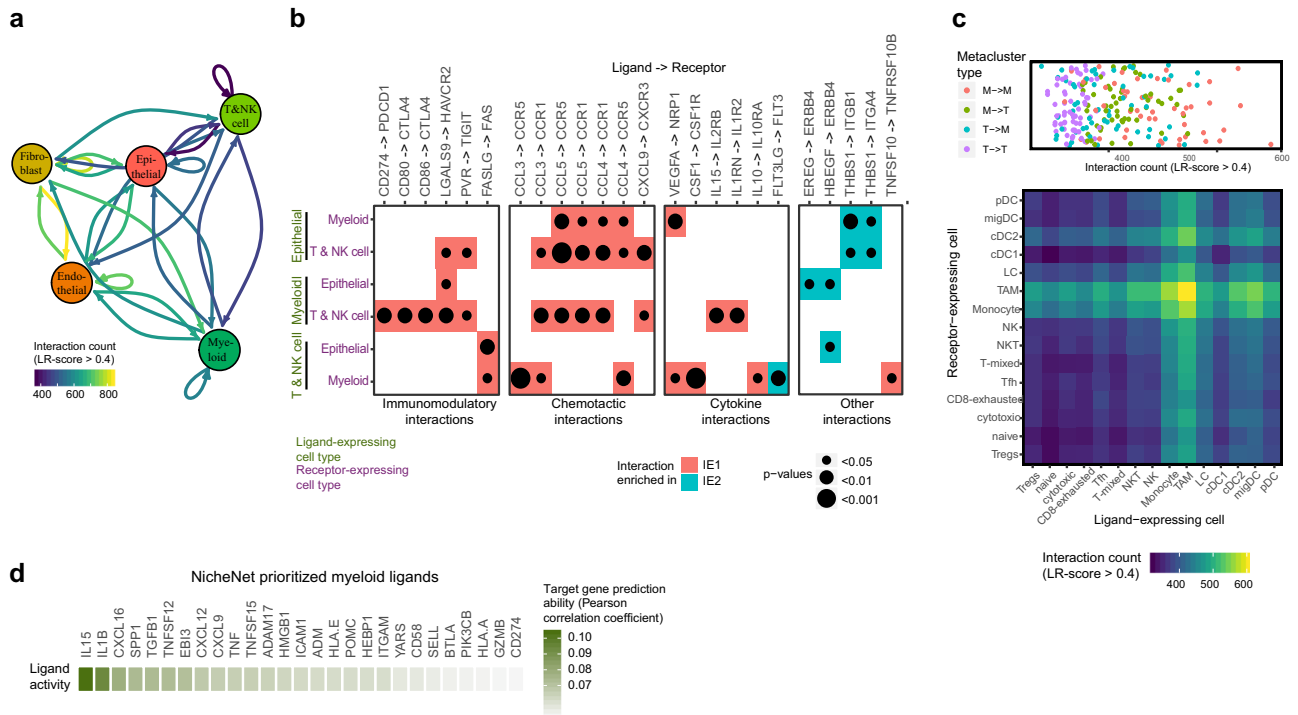 a
T&NK
cell
Fibro-
blast
Epi-
thelial
Endo-
thelial
Mye-
loid
Interaction count
(LR-score > 0.4)
400 600 800
b
Ligand -> Receptor
CD274 -> PDCD1
CD80 -> CTLA4
CD86 -> CTLA4
LGALS9 -> HAVCR2
PVR -> TIGIT
FASLG -> FAS
CCL3 -> CCR5
CCL3 -> CCR1
CCL5 -> CCR5
CCL5 -> CCR1
CCL4 -> CCR1
CCL4 -> CCR5
CXCL9 -> CXCR3
VEGFA -> NRP1
CSF1 -> CSF1R
IL15 -> IL2RB
IL1RN -> IL1R2
IL10 -> IL10RA
FLT3LG -> FLT3
EREG -> ERBB4
HBEGF -> ERBB4
THBS1 -> ITGB1
THBS1 -> ITGA4
TNFSF10 -> TNFRSF10B
Epithelial
Myeloid
T & NK cell
Myeloid
Epithelial
T & NK cell
T & NK cell
Epithelial
Myeloid
Immunomodulatory
interactions
Chemotactic
interactions
Cytokine
interactions
Other
interactions
Ligand-expressing
cell type
Receptor-expressing
cell type
Interaction
enriched in
IE1
IE2
p-values
<0.05
<0.01
<0.001
c
Metacluster
type
M->M
M->T
T->M
T->T
400 500 600
Interaction count (LR-score > 0.4)
Receptor-expressing cell
pDC
migDC
cDC2
cDC1
LC
TAM
Monocyte
NK
NKT
T-mixed
Tfh
CD8-exhausted
cytotoxic
naive
Tregs
Tregs
naive
cytotoxic
CD8-exhausted
Tfh
T-mixed
NKT
NK
Monocyte
TAM
LC
cDC1
cDC2
migDC
pDC
Ligand-expressing cell
Interaction count
(LR-score > 0.4)
400 500 600
d
NicheNet prioritized myeloid ligands
IL15
IL1B
CXCL16
SPP1
TGFB1
TNFSF12
EBI3
CXCL12
CXCL9
TNF
TNFSF15
ADAM17
HMGB1
ICAM1
ADM
HLA.E
POMC
HEBP1
ITGAM
YARS
CD58
SELL
BTLA
PIK3CB
HLA.A
GZMB
CD274
Ligand
activity
Target gene prediction
ability (Pearson
correlation coefficient)
0.10
0.09
0.08
0.07